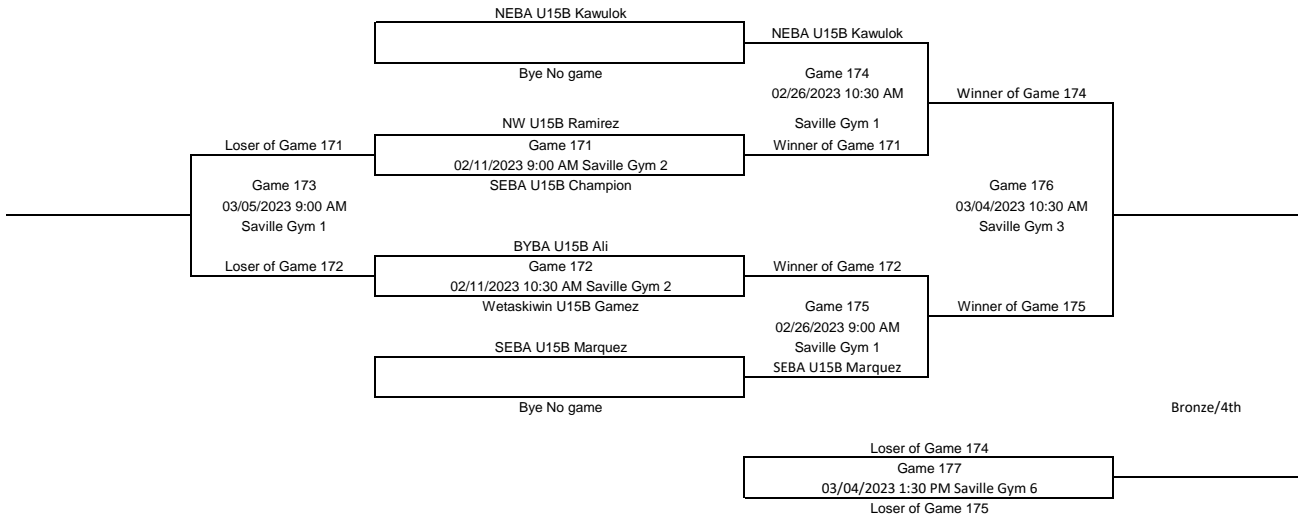 NEBA U15B Kawulok
NEBA U15B Kawulok
Bye No game
Game 174
02/26/2023 10:30 AM
Winner of Game 174
NW U15B Ramirez
Saville Gym 1
Loser of Game 171
Game 171
Winner of Game 171
02/11/2023 9:00 AM Saville Gym 2
Game 173
SEBA U15B Champion
Game 176
03/05/2023 9:00 AM
03/04/2023 10:30 AM
Saville Gym 1
Saville Gym 3
BYBA U15B Ali
Loser of Game 172
Game 172
Winner of Game 172
02/11/2023 10:30 AM Saville Gym 2
Wetaskiwin U15B Gamez
Game 175
Winner of Game 175
02/26/2023 9:00 AM
SEBA U15B Marquez
Saville Gym 1
SEBA U15B Marquez
Bye No game
Bronze/4th
Loser of Game 174
Game 177
03/04/2023 1:30 PM Saville Gym 6
Loser of Game 175